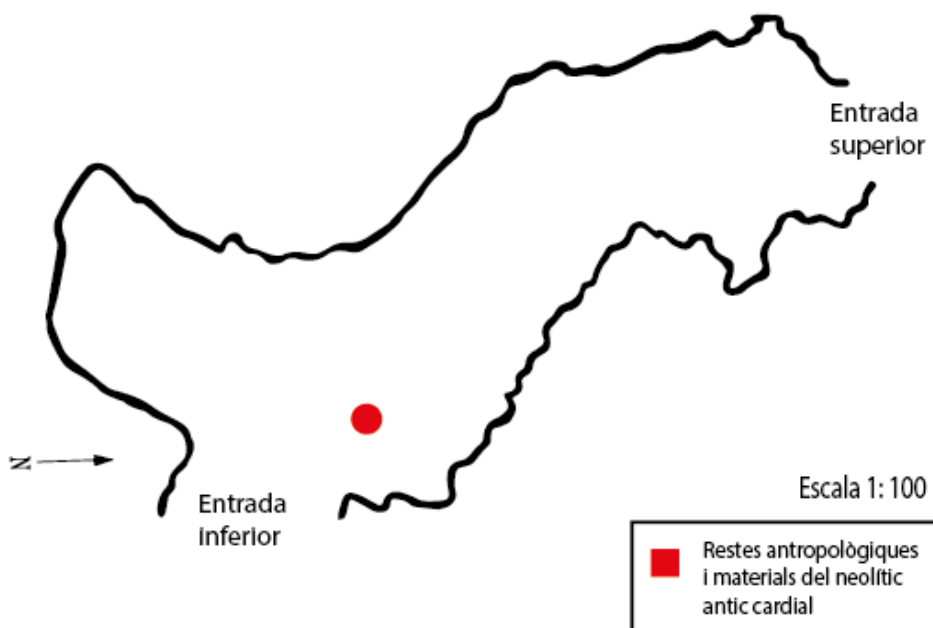 Entrada
superior
N
Entrada
inferior
Escala 1: 100
Restes antropològiques
i materials del neolític
antic cardial